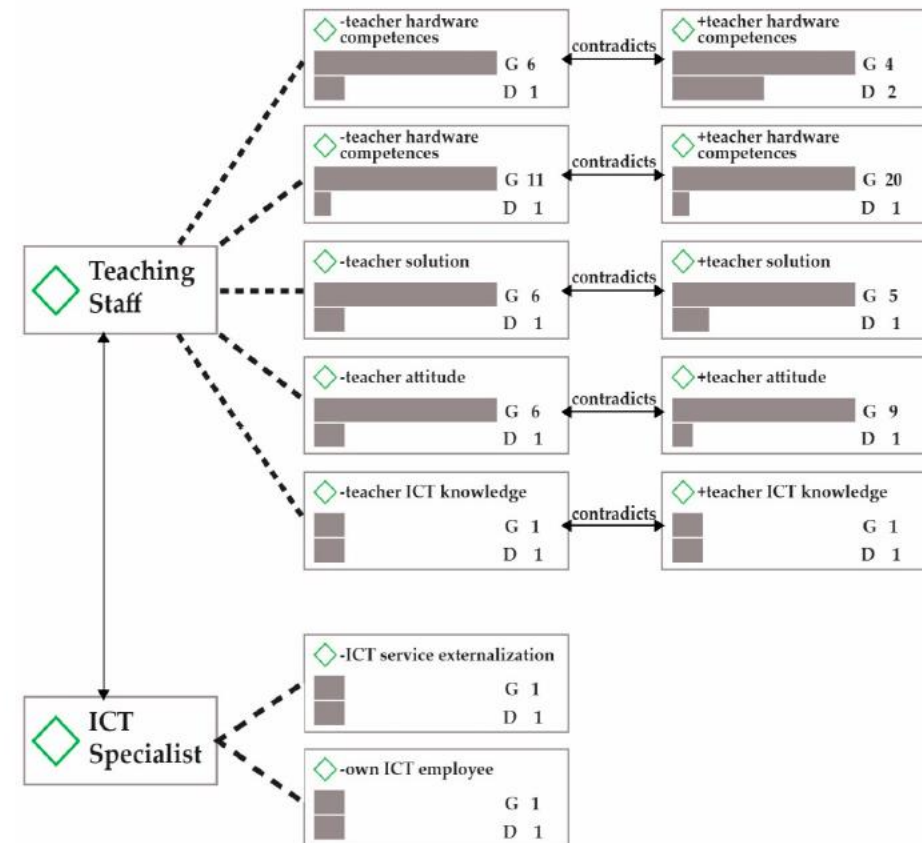 -teacher hardware
competences
G 6
D 1
contradicts
+teacher hardware
competences
G 4
D 2
-teacher hardware
competences
G 11
D 1
contradicts
+teacher hardware
competences
G 20
D 1
Teaching
Staff
-teacher solution
G 6
D 1
contradicts
+teacher solution
G 5
D 1
-teacher attitude
G 6
D 1
contradicts
+teacher attitude
G 9
D 1
-teacher ICT knowledge
G 1
D 1
contradicts
+teacher ICT knowledge
G 1
D 1
ICT
Specialist
-ICT service externalization
G 1
D 1
-own ICT employee
G 1
D 1